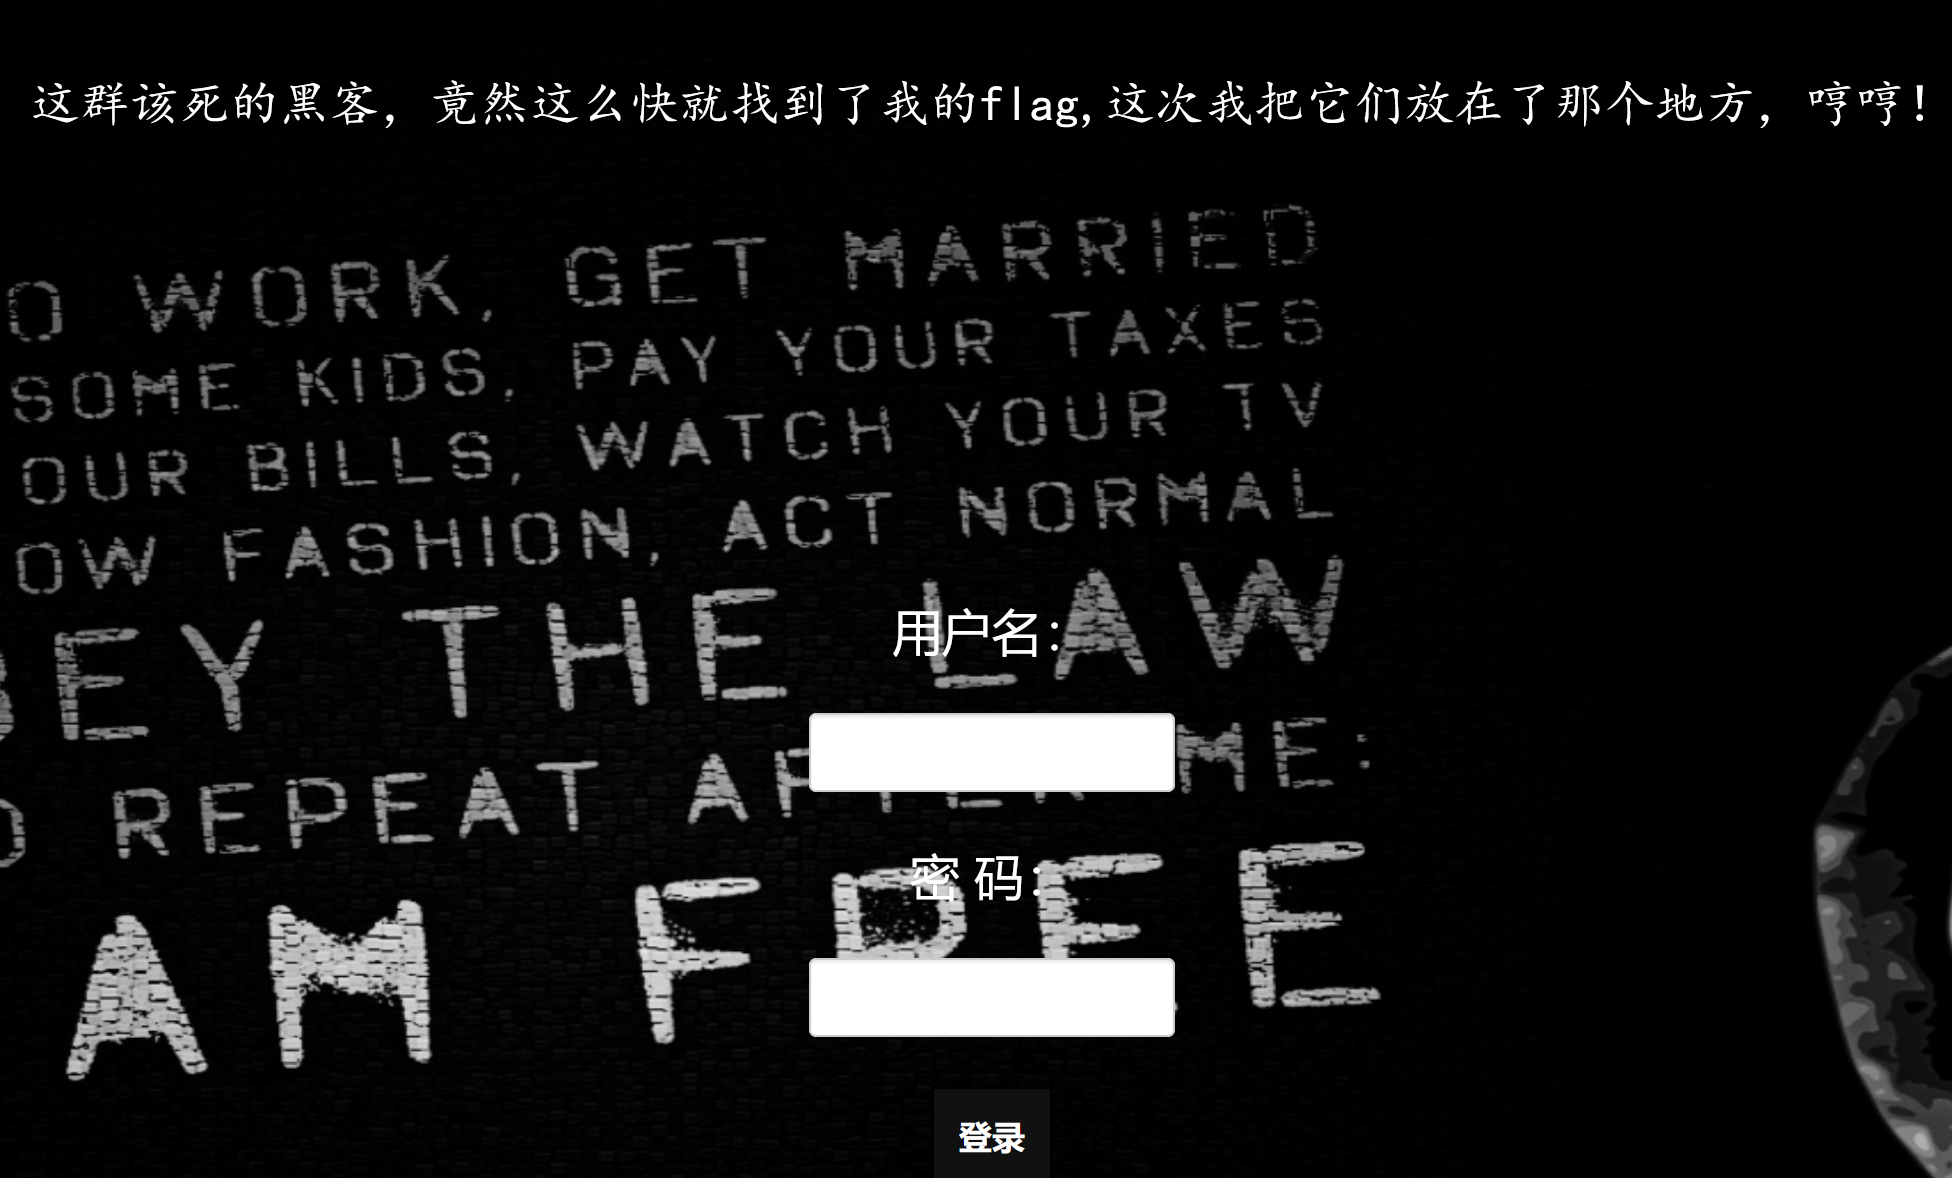 这群该死的黑客，竟然这么快就找到了我的flag,这次我把它们放在了那个地方，哼哼！
O WORK, GET MARRIED
SOME KIDS, PAY YOUR TAXES
OUR BILLS, WATCH YOUR TV
OW FASHION, ACT NORMAL
BEY THE LAW
用户名：
D REPEAT AFTER ME:
密 码：
AM FREE
登录